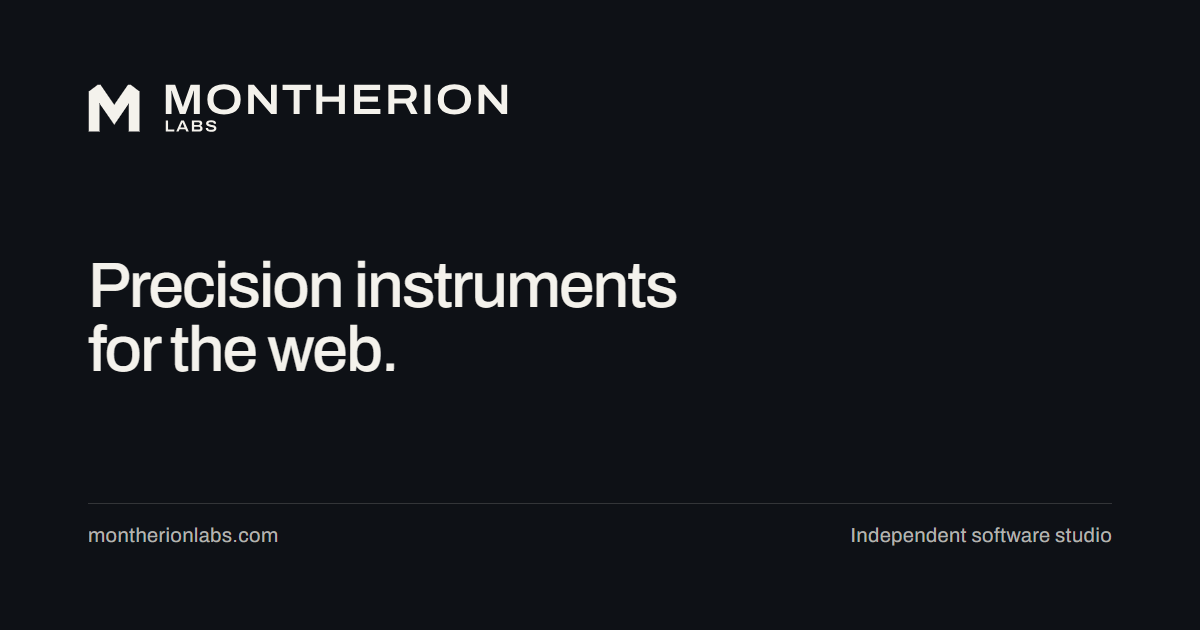 MONTHERION
LABS
Precision instruments
for the web.
montherionlabs.com
Independent software studio